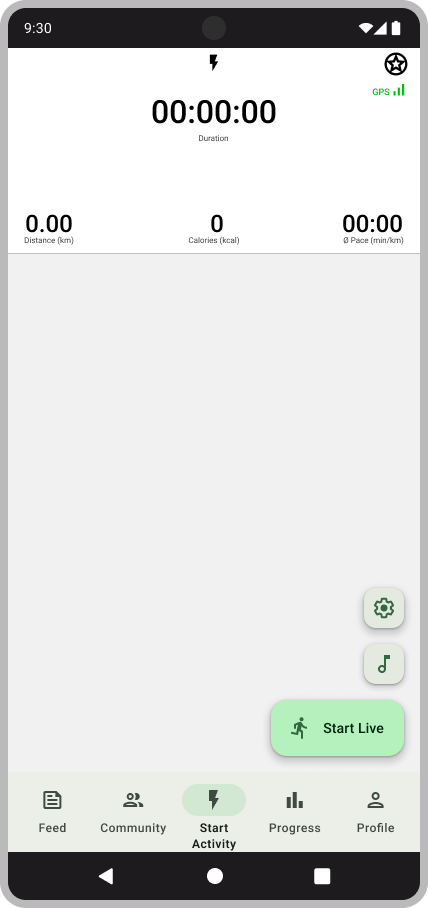 9:30
GPS
00:00:00
Duration
0.00 0 00:00
Distance (km) Calories (kcal) Ø Pace (min/km)
Start Live
Feed Community Start Activity Progress Profile